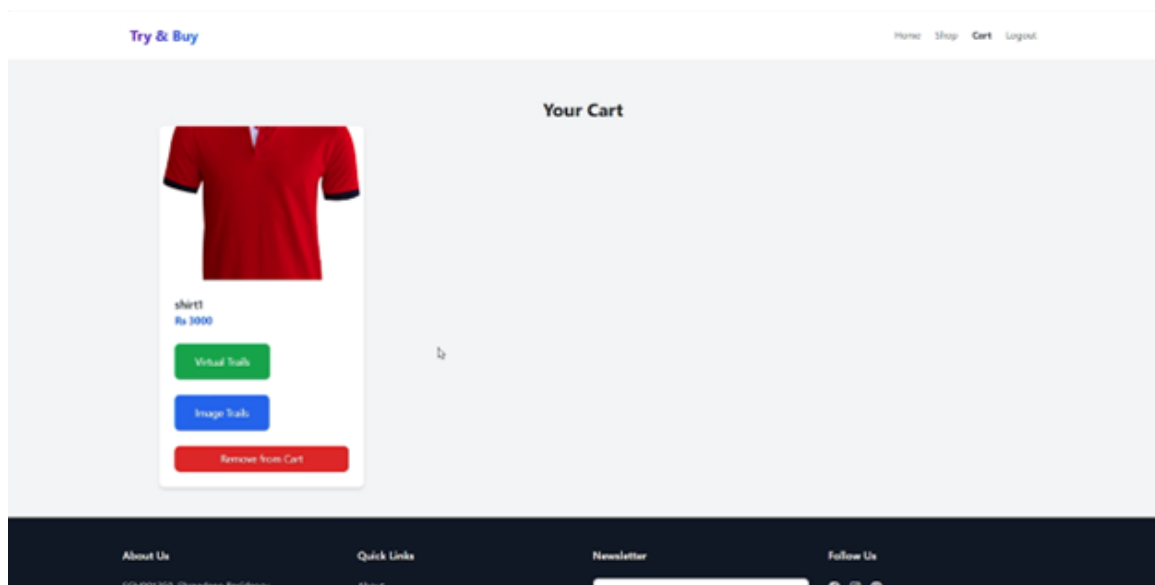 Try & Buy
Home Shop Cart Logout
Your Cart
shirt1
Rs 3000
Virtual Trails
Image Trails
Remove from Cart
About Us Quick Links Newsletter Follow Us
About